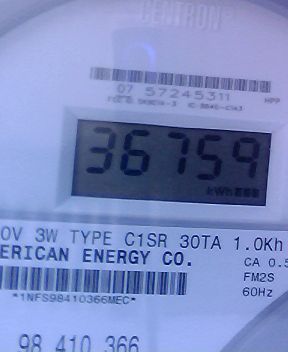 CENTRON
07 57245311
HPP
36759
kWh
0V 3W TYPE C1SR 30TA 1.0Kh
ERICAN ENERGY CO.
CA 0.5
FM2S
*1NFS98410366MEC*
60Hz
98 410 366